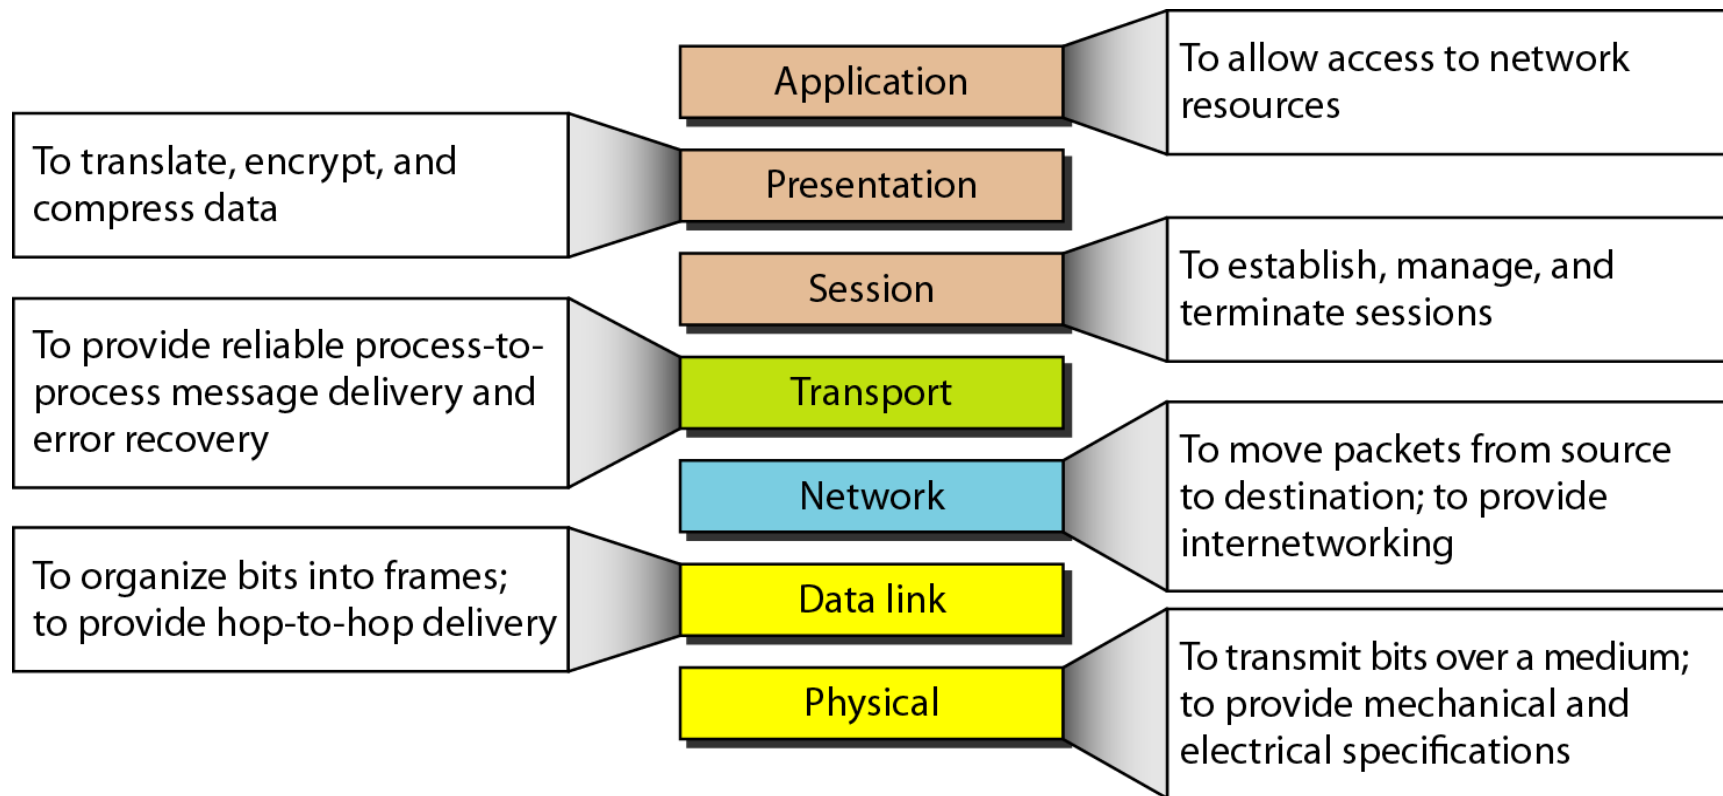 Application
To allow access to network
resources
To translate, encrypt, and
compress data
Presentation
Session
To establish, manage, and
terminate sessions
To provide reliable process-to-
process message delivery and
error recovery
Transport
Network
To move packets from source
to destination; to provide
internetworking
To organize bits into frames;
to provide hop-to-hop delivery
Data link
Physical
To transmit bits over a medium;
to provide mechanical and
electrical specifications